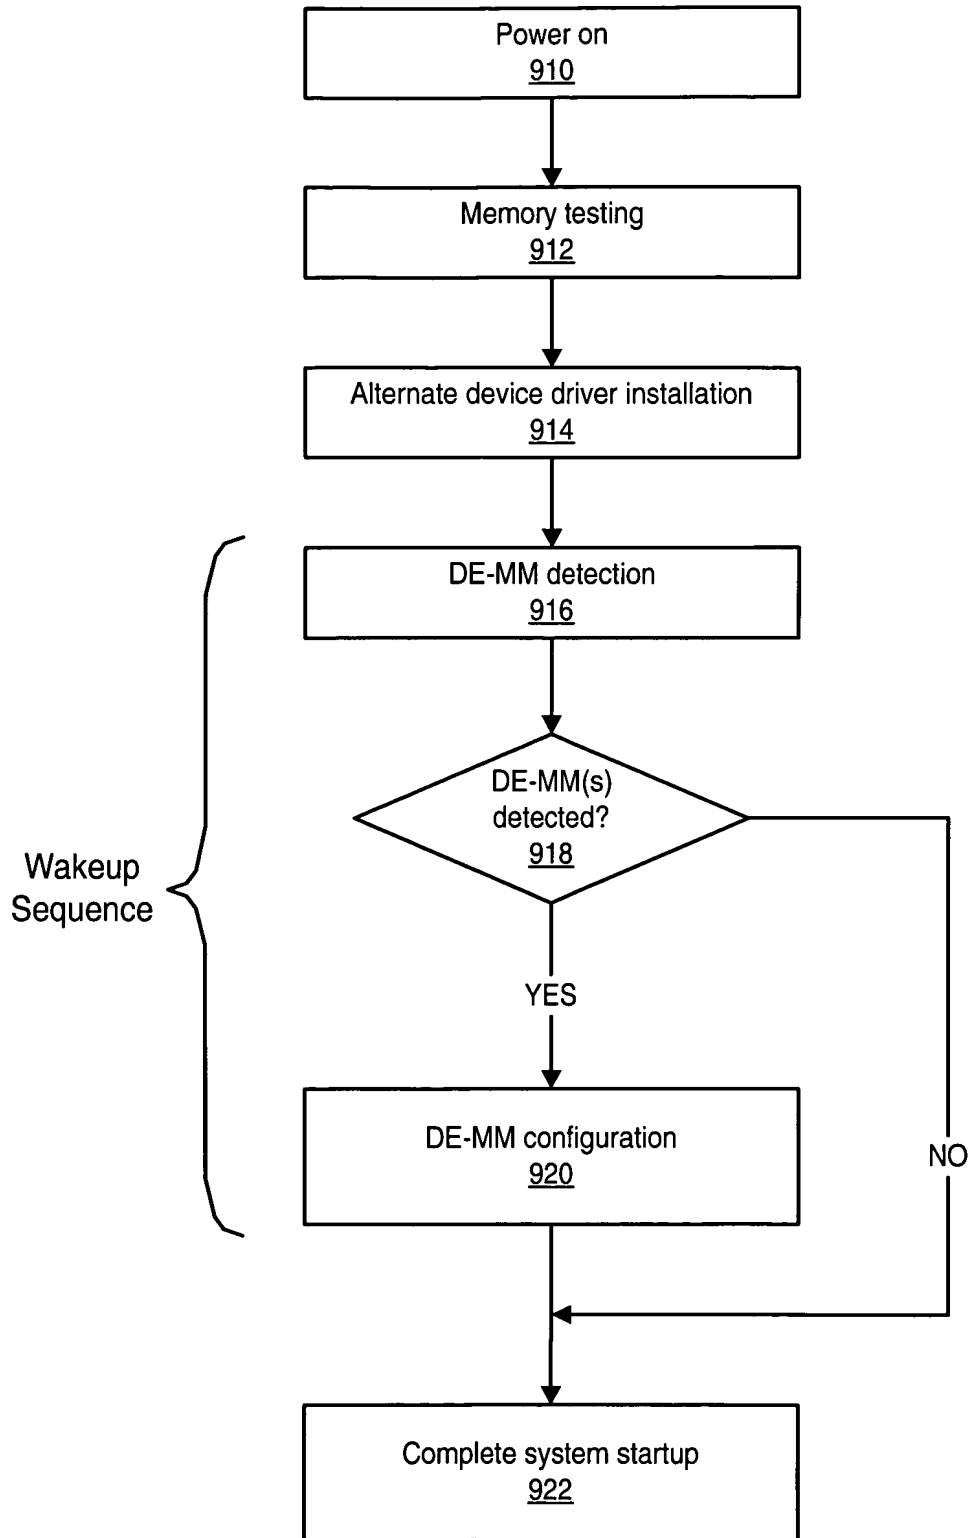 Power on
910
Memory testing
912
Alternate device driver installation
914
DE-MM detection
916
DE-MM(s)
detected?
918
Wakeup
Sequence
YES
DE-MM configuration
920
NO
Complete system startup
922